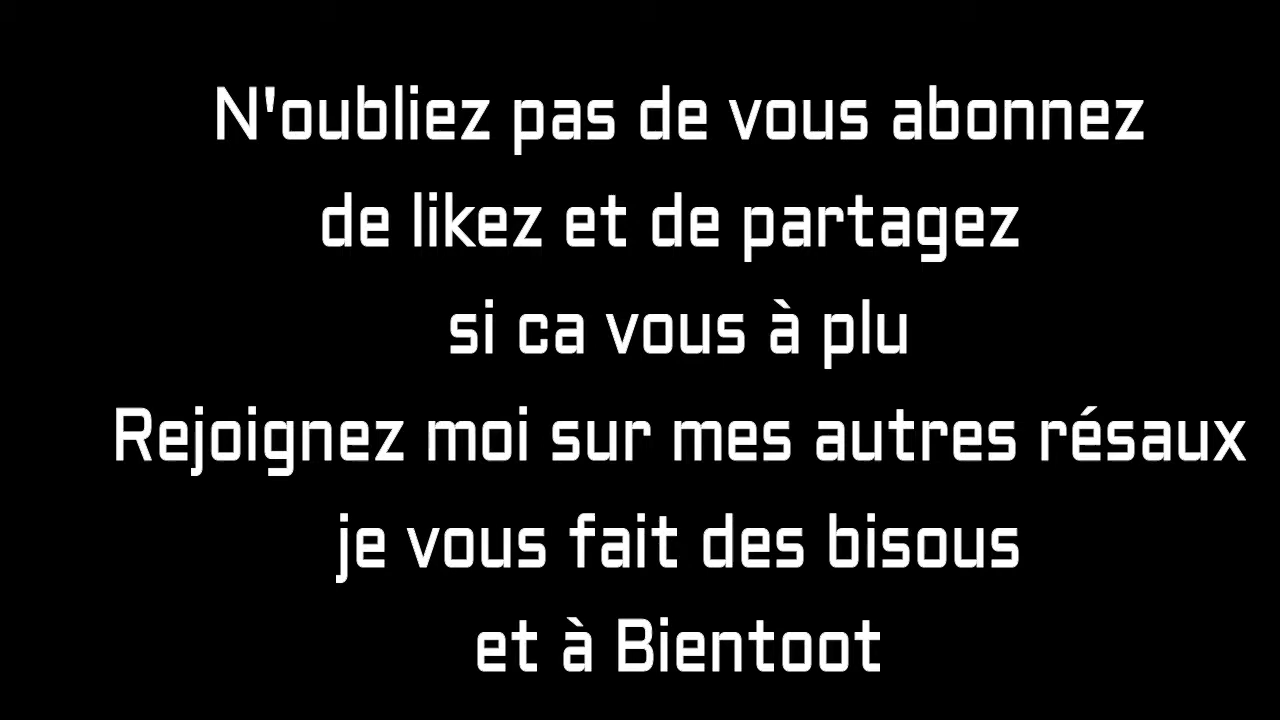 N'oubliez pas de vous abonnez
de likez et de partagez
si ca vous à plu
Rejoignez moi sur mes autres résaux
je vous fait des bisous
et à Bientoot